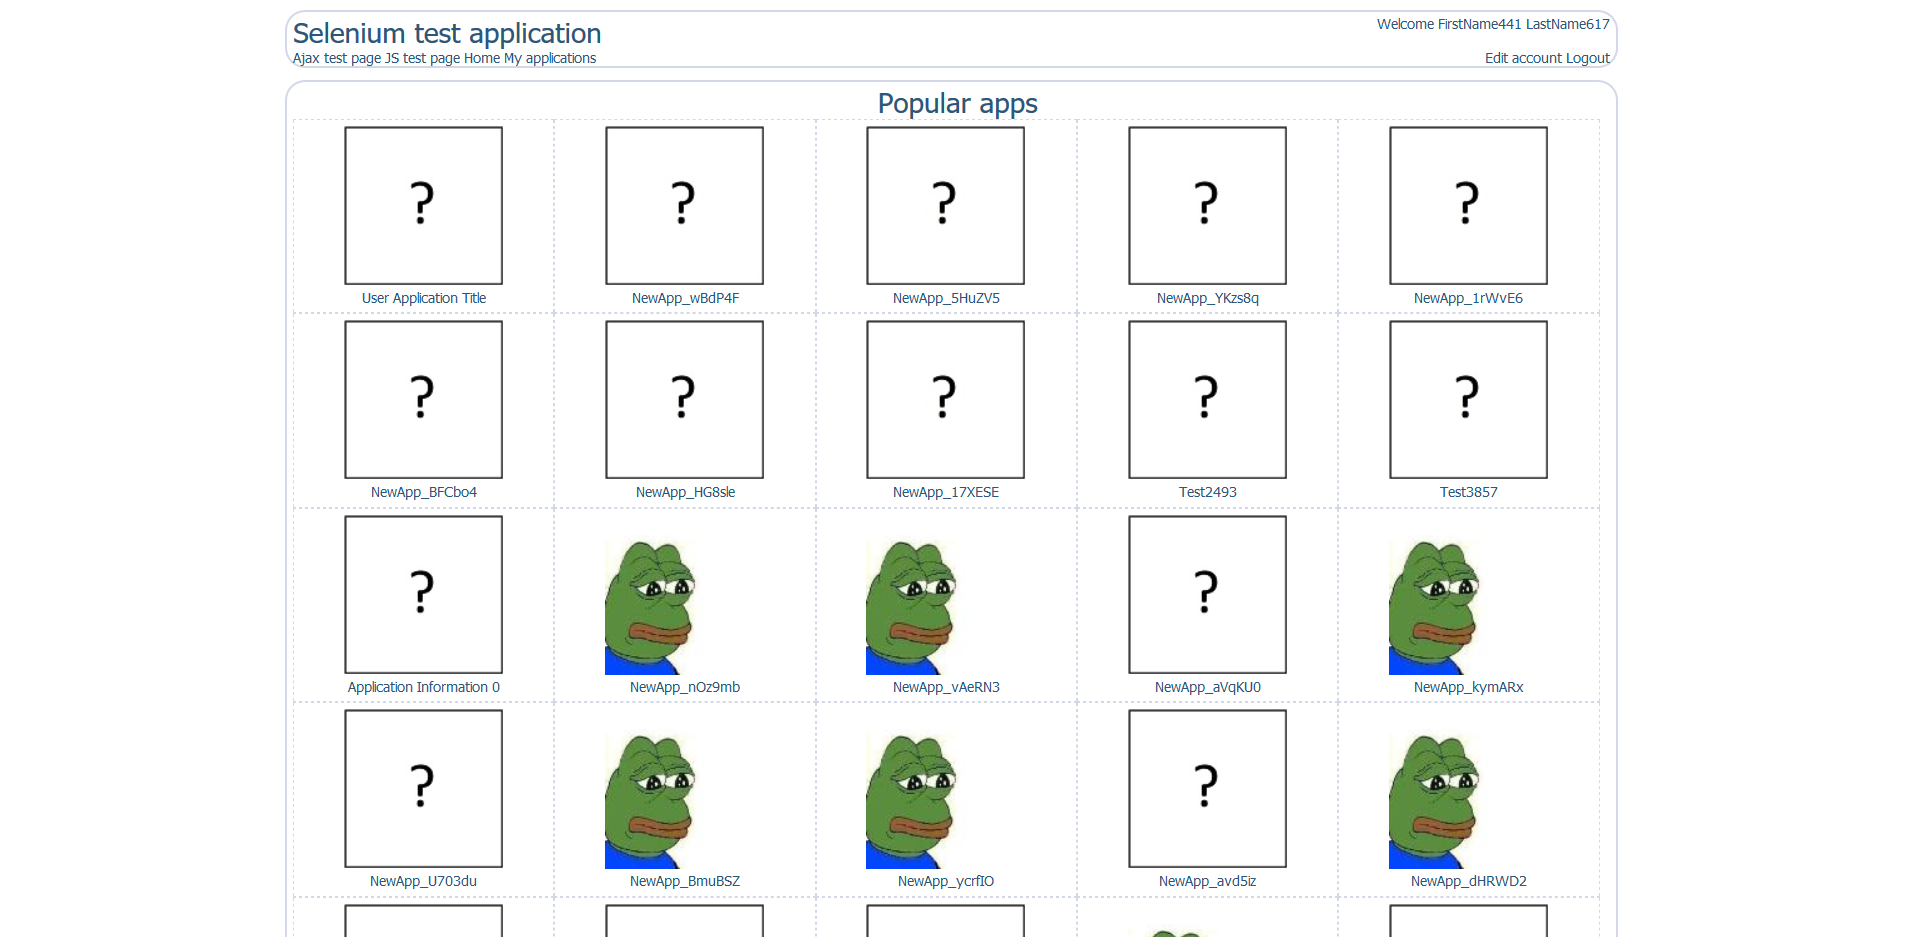 Selenium test application
Welcome FirstName441 LastName617
Ajax test page JS test page Home My applications
Edit account Logout
Popular apps
?
?
?
?
?
User Application Title
NewApp_wBdP4F
NewApp_5HuZV5
NewApp_YKzs8q
NewApp_1rWvE6
?
?
?
?
?
NewApp_BFCbo4
NewApp_HG8sle
NewApp_17XESE
Test2493
Test3857
?
?
Application Information 0
NewApp_nOz9mb
NewApp_vAeRN3
NewApp_aVqKU0
NewApp_kymARx
?
?
NewApp_U703du
NewApp_BmuBSZ
NewApp_ycrfIO
NewApp_avd5iz
NewApp_dHRWD2